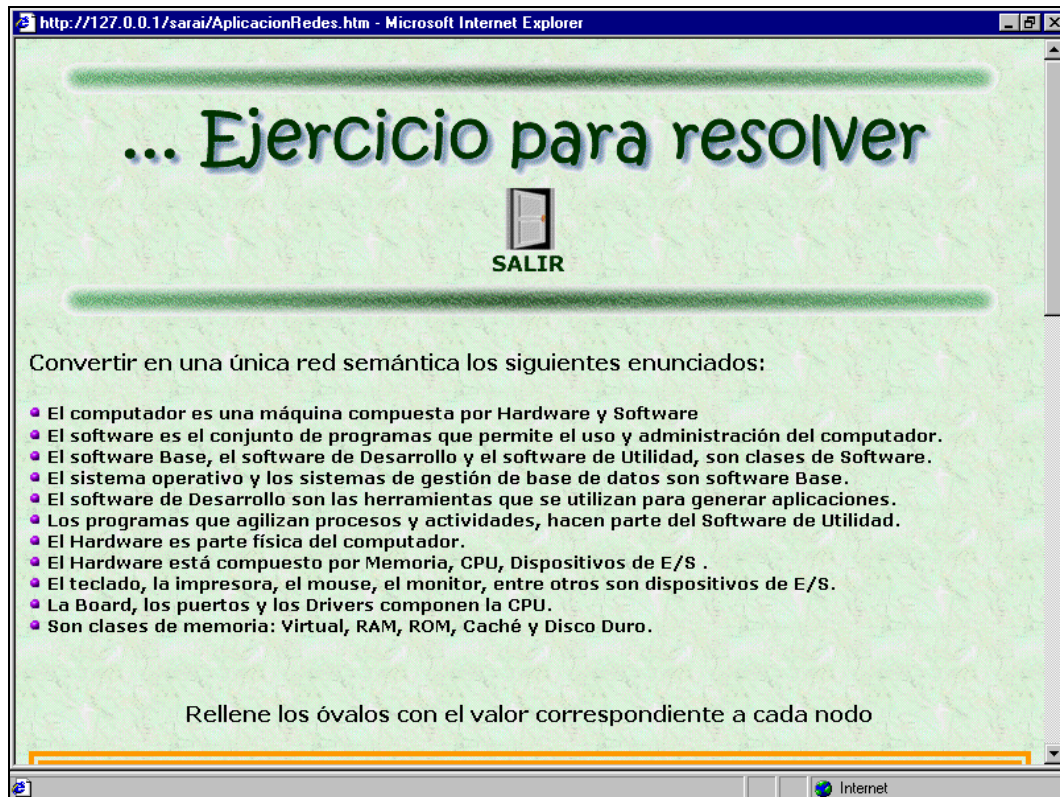 http://127.0.0.1/sarai/AplicacionRedes.htm - Microsoft Internet Explorer
... Ejercicio para resolver
SALIR
Convertir en una única red semántica los siguientes enunciados:
El computador es una máquina compuesta por Hardware y Software
El software es el conjunto de programas que permite el uso y administración del computador.
El software Base, el software de Desarrollo y el software de Utilidad, son clases de Software.
El sistema operativo y los sistemas de gestión de base de datos son software Base.
El software de Desarrollo son las herramientas que se utilizan para generar aplicaciones.
Los programas que agilizan procesos y actividades, hacen parte del Software de Utilidad.
El Hardware es parte física del computador.
El Hardware está compuesto por Memoria, CPU, Dispositivos de E/S .
El teclado, la impresora, el mouse, el monitor, entre otros son dispositivos de E/S.
La Board, los puertos y los Drivers componen la CPU.
Son clases de memoria: Virtual, RAM, ROM, Caché y Disco Duro.
Rellene los óvalos con el valor correspondiente a cada nodo
Internet